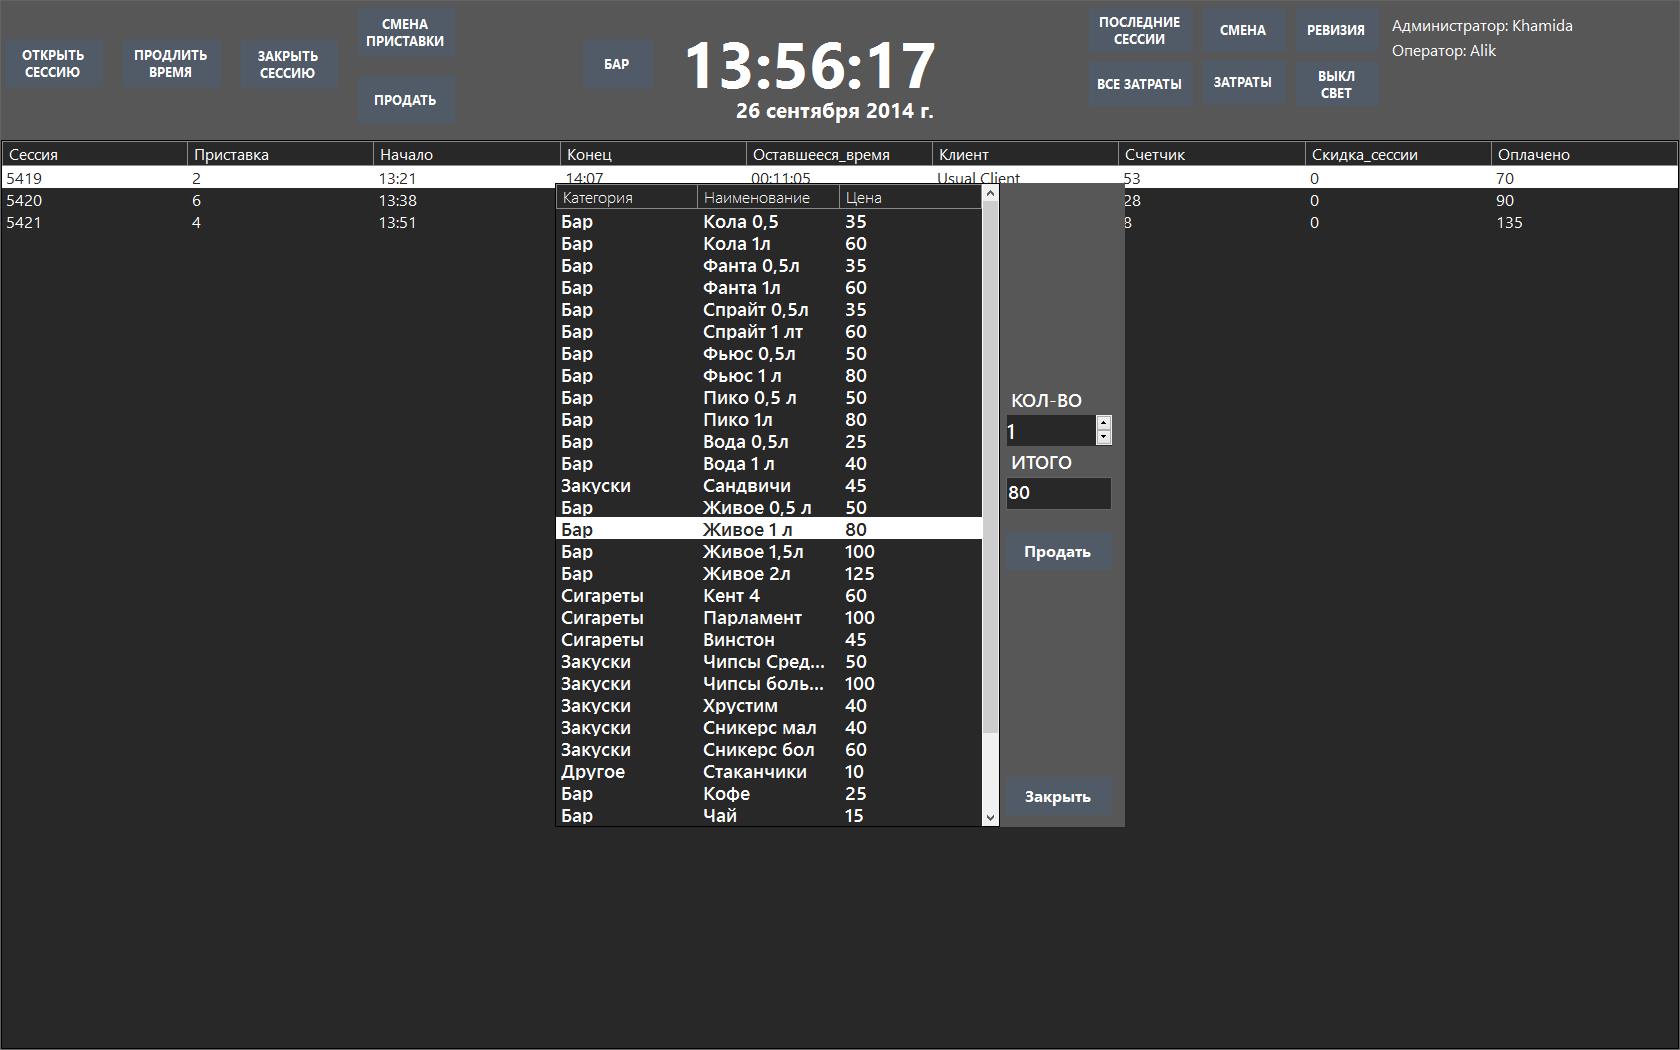 ОТКРЫТЬ
СЕССИЮ
ПРОДЛИТЬ
ВРЕМЯ
ЗАКРЫТЬ
СЕССИЮ
СМЕНА
ПРИСТАВКИ
ПРОДАТЬ
БАР
13:56:17
26 сентября 2014 г.
ПОСЛЕДНИЕ
СЕССИИ
СМЕНА
РЕВИЗИЯ
ВСЕ ЗАТРАТЫ
ЗАТРАТЫ
ВЫКЛ
СВЕТ
Администратор: Khamida
Оператор: Alik
Сессия Приставка Начало Конец Оставшееся_время Клиент Счетчик Скидка_сессии Оплачено
5419 2 13:21 14:07 00:11:05 Usual Client 53 0 70
5420 6 13:38 28 0 90
5421 4 13:51 8 0 135
Категория Наименование Цена
Бар Кола 0,5 35
Бар Кола 1л 60
Бар Фанта 0,5л 35
Бар Фанта 1л 60
Бар Спрайт 0,5л 35
Бар Спрайт 1 лт 60
Бар Фьюс 0,5л 50
Бар Фьюс 1 л 80
Бар Пико 0,5 л 50
Бар Пико 1л 80
Бар Вода 0,5л 25
Бар Вода 1 л 40
Закуски Сандвичи 45
Бар Живое 0,5 л 50
Бар Живое 1 л 80
Бар Живое 1,5л 100
Бар Живое 2л 125
Сигареты Кент 4 60
Сигареты Парламент 100
Сигареты Винстон 45
Закуски Чипсы Сред... 50
Закуски Чипсы боль... 100
Закуски Хрустим 40
Закуски Сникерс мал 40
Закуски Сникерс бол 60
Другое Стаканчики 10
Бар Кофе 25
Бар Чай 15
КОЛ-ВО
1
ИТОГО
80
Продать
Закрыть